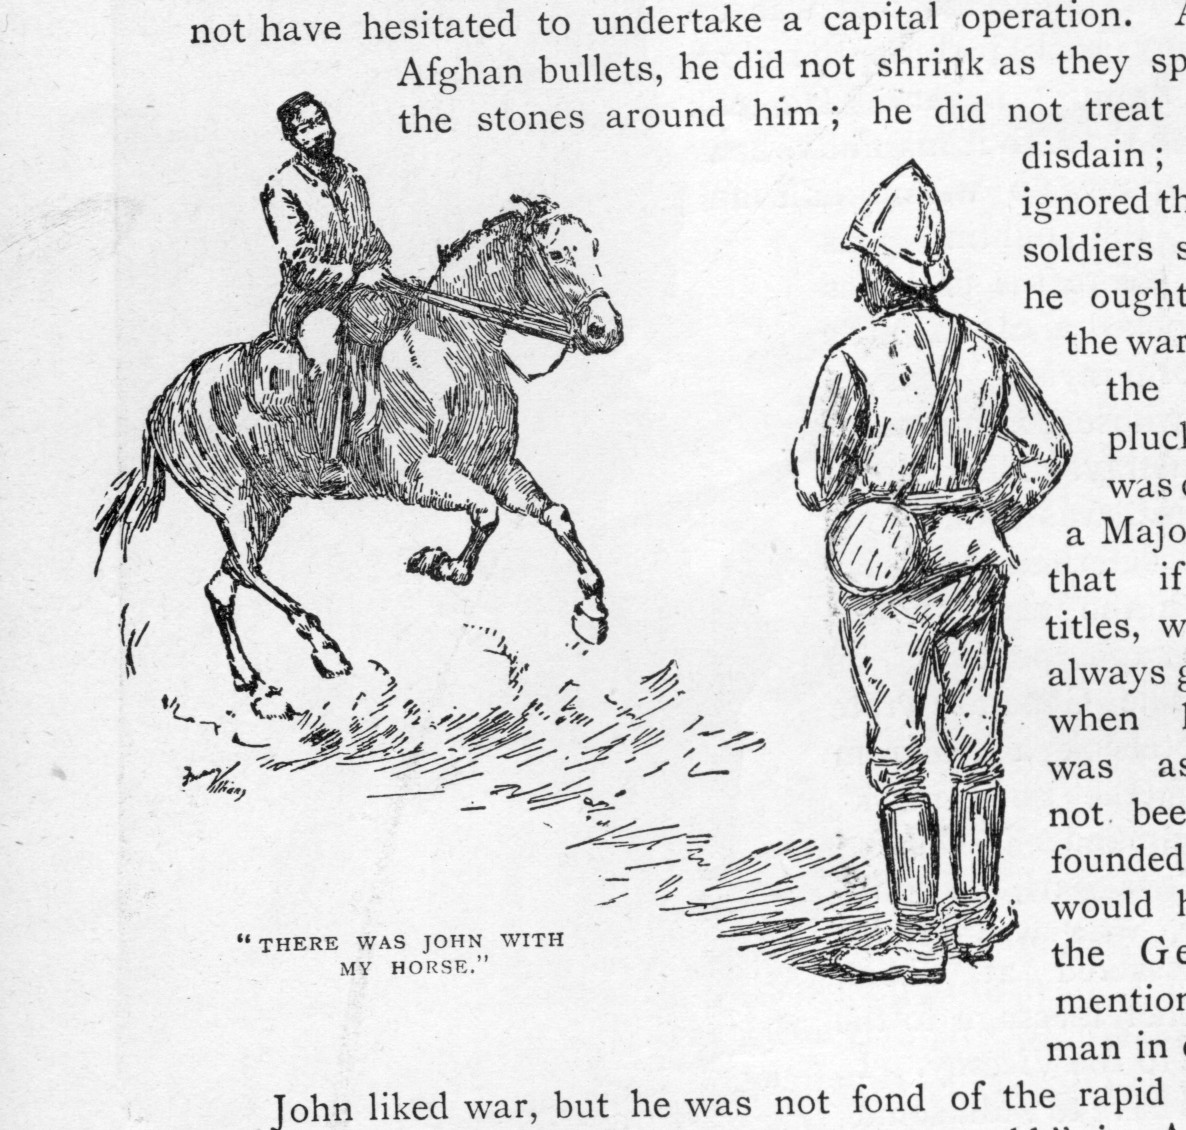 not have hesitated to undertake a capital operation.
Afghan bullets, he did not shrink as they sp
the stones around him; he did not treat
disdain;
ignored th
soldiers s
he ought
the war
the
pluck
was
a Majo
that if
titles, w
always g
when
was as
not bee
founded
would h
the Ge
mention
man in
"THERE WAS JOHN WITH
MY HORSE."
John liked war, but he was not fond of the rapid